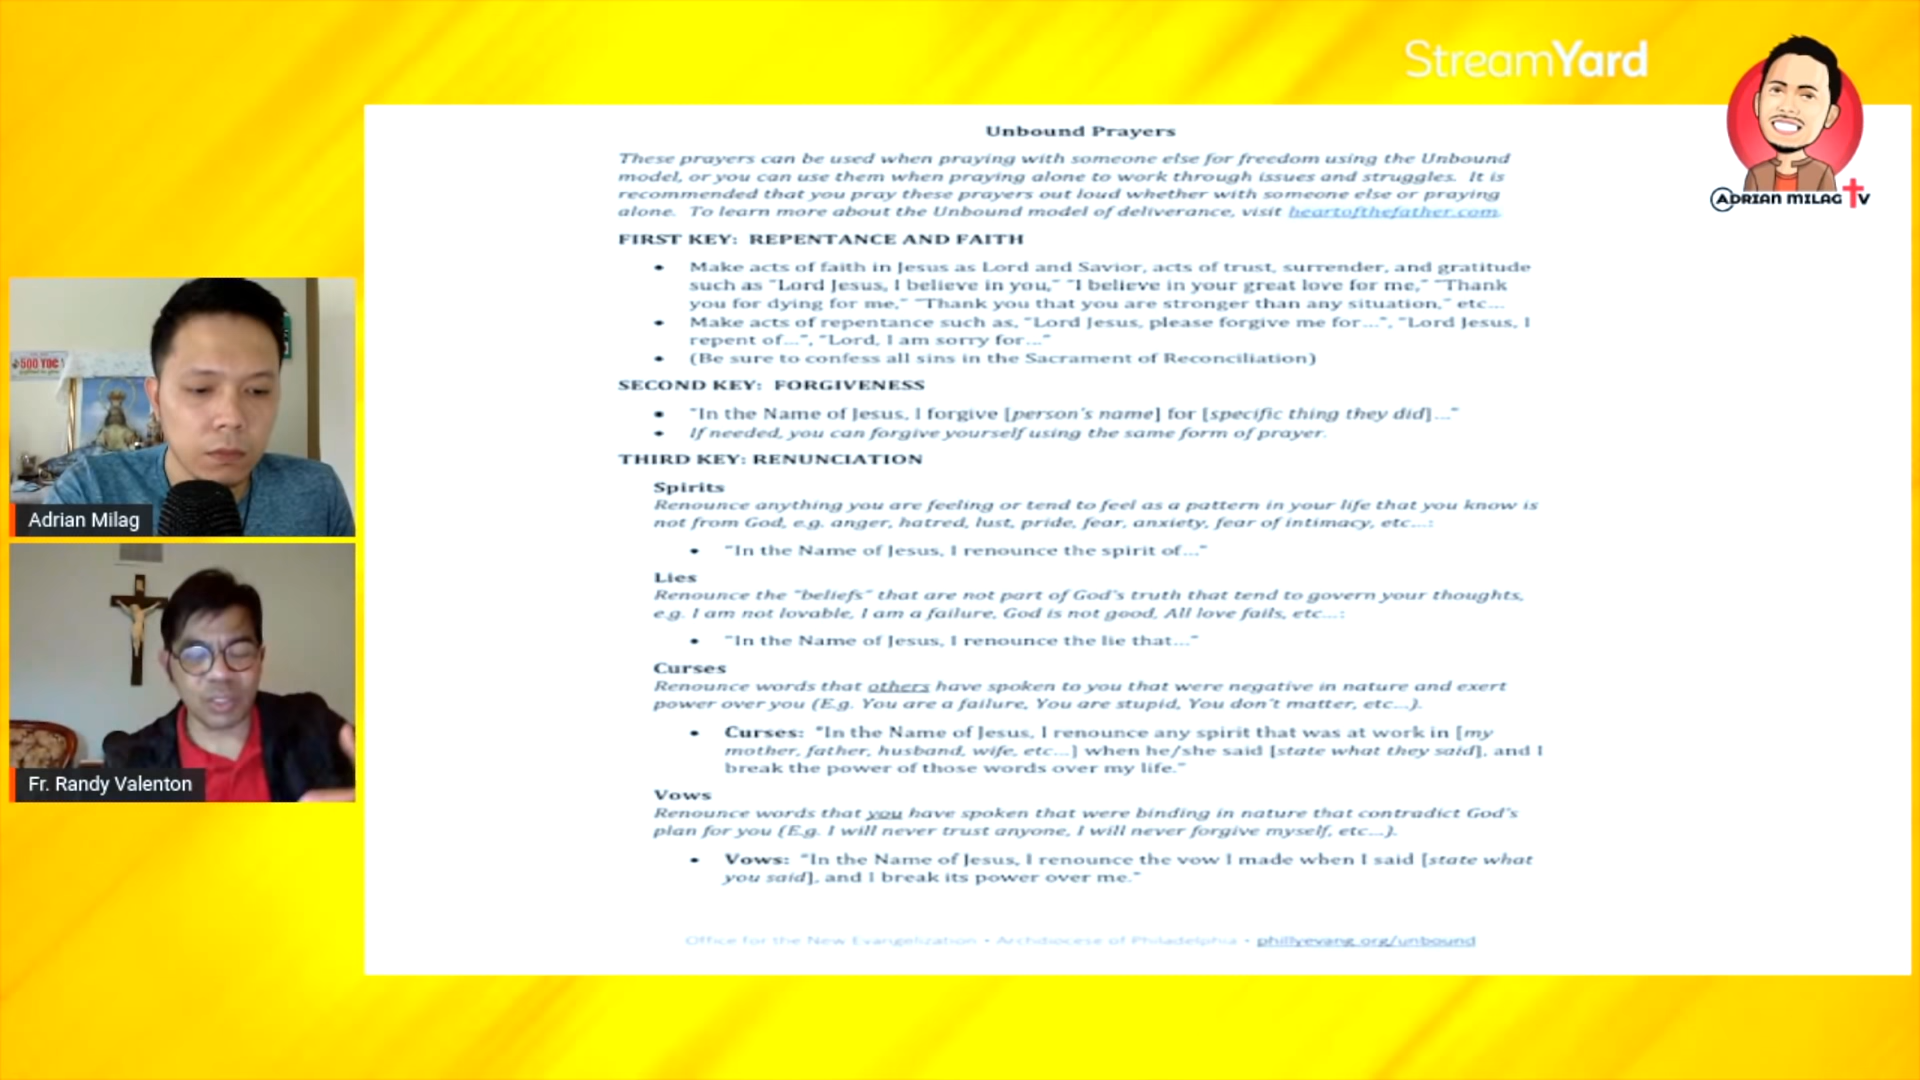 StreamYard
ADRIAN MILAG TV
Unbound Prayers
These prayers can be used when praying with someone else for freedom using the Unbound
model, or you can use them when praying alone to work through issues and struggles. It is
recommended that you pray these prayers out loud whether with someone else or praying
alone. To learn more about the Unbound model of deliverance, visit heartofthefather.com.
FIRST KEY: REPENTANCE AND FAITH
• Make acts of faith in Jesus as Lord and Savior, acts of trust, surrender, and gratitude
such as "Lord Jesus, I believe in you," "I believe in your great love for me," "Thank
you for dying for me," "Thank you that you are stronger than any situation," etc...
• Make acts of repentance such as, "Lord Jesus, please forgive me for...", "Lord Jesus, I
repent of...", "Lord, I am sorry for..."
• (Be sure to confess all sins in the Sacrament of Reconciliation)
SECOND KEY: FORGIVENESS
• "In the Name of Jesus, I forgive [person's name] for [specific thing they did]..."
• If needed, you can forgive yourself using the same form of prayer.
THIRD KEY: RENUNCIATION
Spirits
Renounce anything you are feeling or tend to feel as a pattern in your life that you know is
not from God, e.g. anger, hatred, lust, pride, fear, anxiety, fear of intimacy, etc...:
• "In the Name of Jesus, I renounce the spirit of..."
Lies
Renounce the "beliefs" that are not part of God's truth that tend to govern your thoughts,
e.g. I am not lovable, I am a failure, God is not good, All love fails, etc...:
• "In the Name of Jesus, I renounce the lie that..."
Curses
Renounce words that others have spoken to you that were negative in nature and exert
power over you (E.g. You are a failure, You are stupid, You don't matter, etc...).
• Curses: "In the Name of Jesus, I renounce any spirit that was at work in [my
mother, father, husband, wife, etc...] when he/she said [state what they said], and I
break the power of those words over my life."
Vows
Renounce words that you have spoken that were binding in nature that contradict God's
plan for you (E.g. I will never trust anyone, I will never forgive myself, etc...).
• Vows: "In the Name of Jesus, I renounce the vow I made when I said [state what
you said], and I break its power over me."
Office for the New Evangelization • Archdiocese of Philadelphia • phillyevang.org/unbound
500 YOC
Adrian Milag
Fr. Randy Valenton